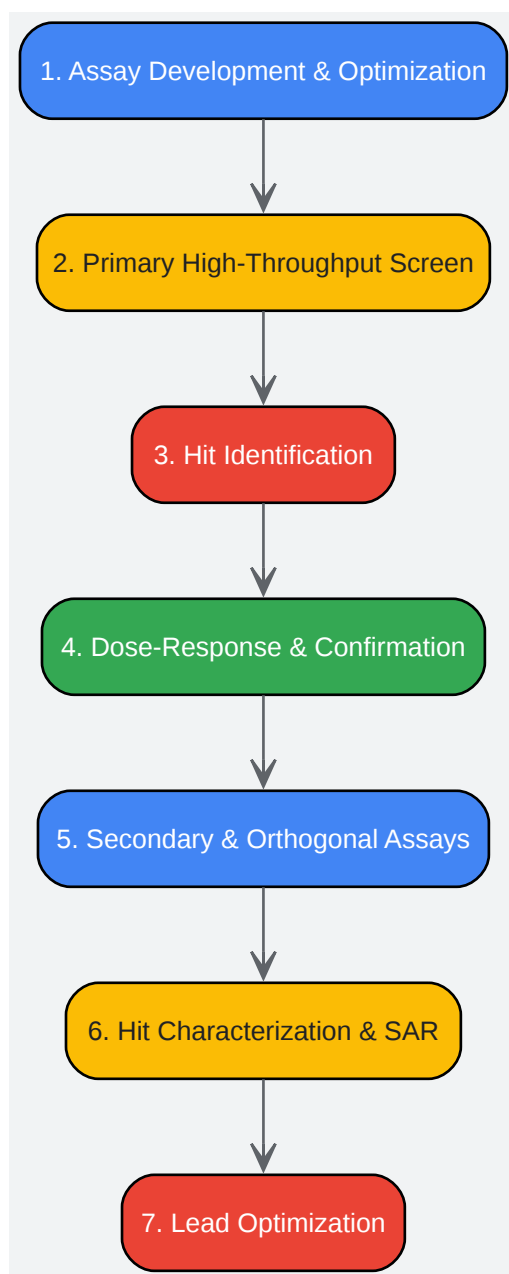 1. Assay Development & Optimization
2. Primary High-Throughput Screen
3. Hit Identification
4. Dose-Response & Confirmation
5. Secondary & Orthogonal Assays
6. Hit Characterization & SAR
7. Lead Optimization